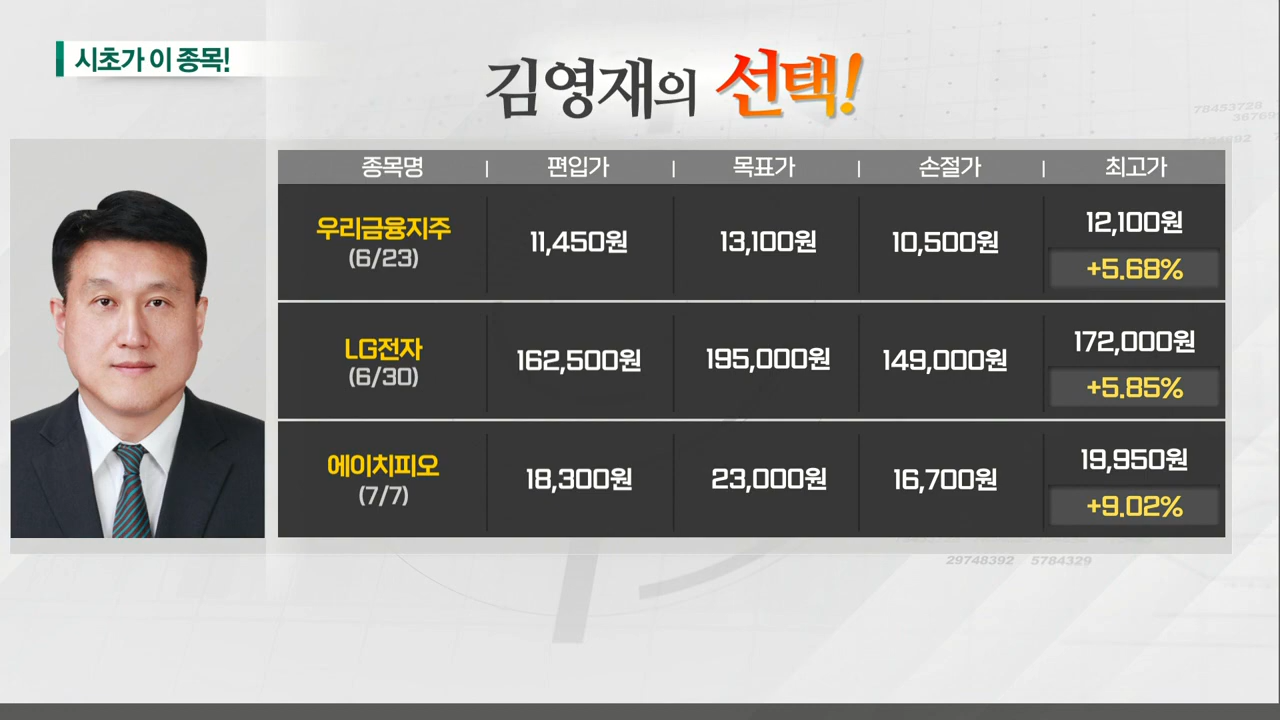 시초가 이 종목!
김영재의 선택!
종목명 | 편입가 | 목표가 | 손절가 | 최고가
우리금융지주 (6/23) 11,450원 13,100원 10,500원 12,100원 +5.68%
LG전자 (6/30) 162,500원 195,000원 149,000원 172,000원 +5.85%
에이치피오 (7/7) 18,300원 23,000원 16,700원 19,950원 +9.02%
78453728
29748392 5784329